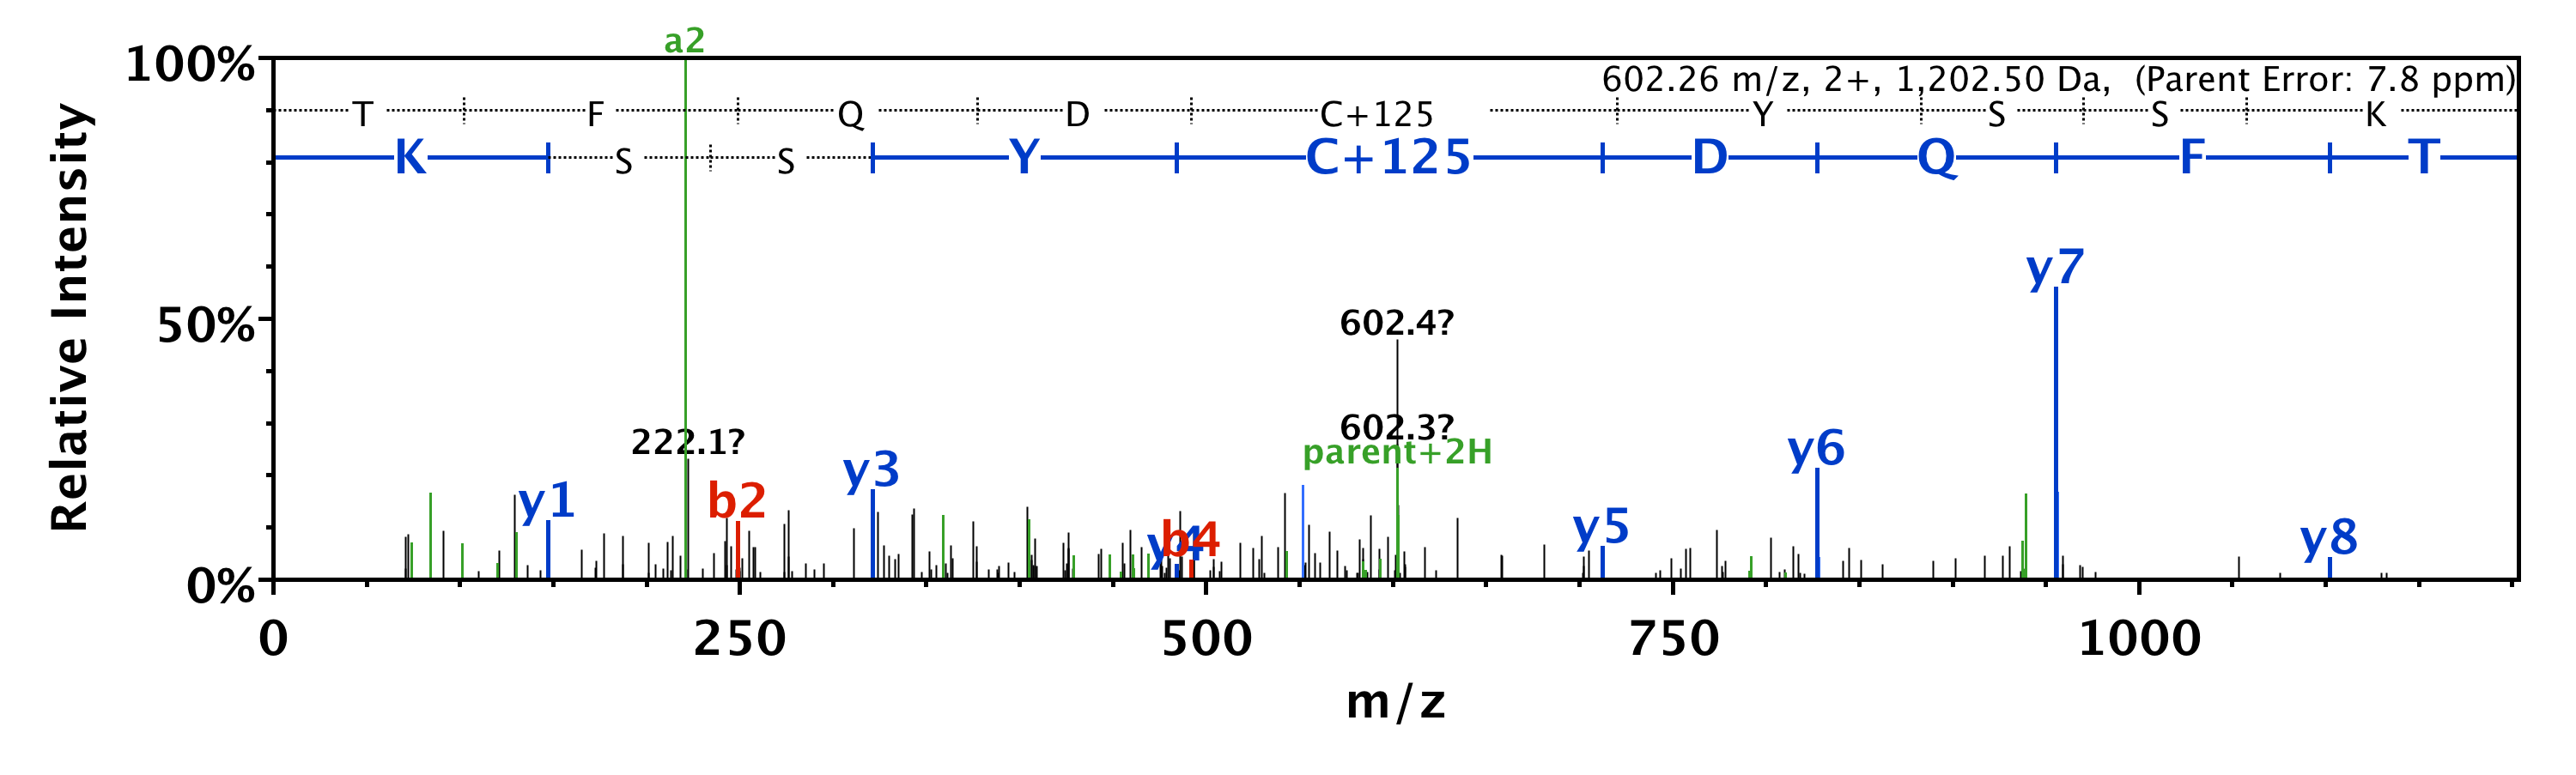 a2
100%
602.26 m/z, 2+, 1,202.50 Da,  (Parent Error: 7.8 ppm)
T F Q D C+125 Y S S K
K S S Y C+125 D Q F T
y7
50%
602.4?
602.3?
222.1?
parent+2H
y6
y3
y1
b2
y5
y4
b4
y8
0%
0 250 500 750 1000
m/z
Relative Intensity